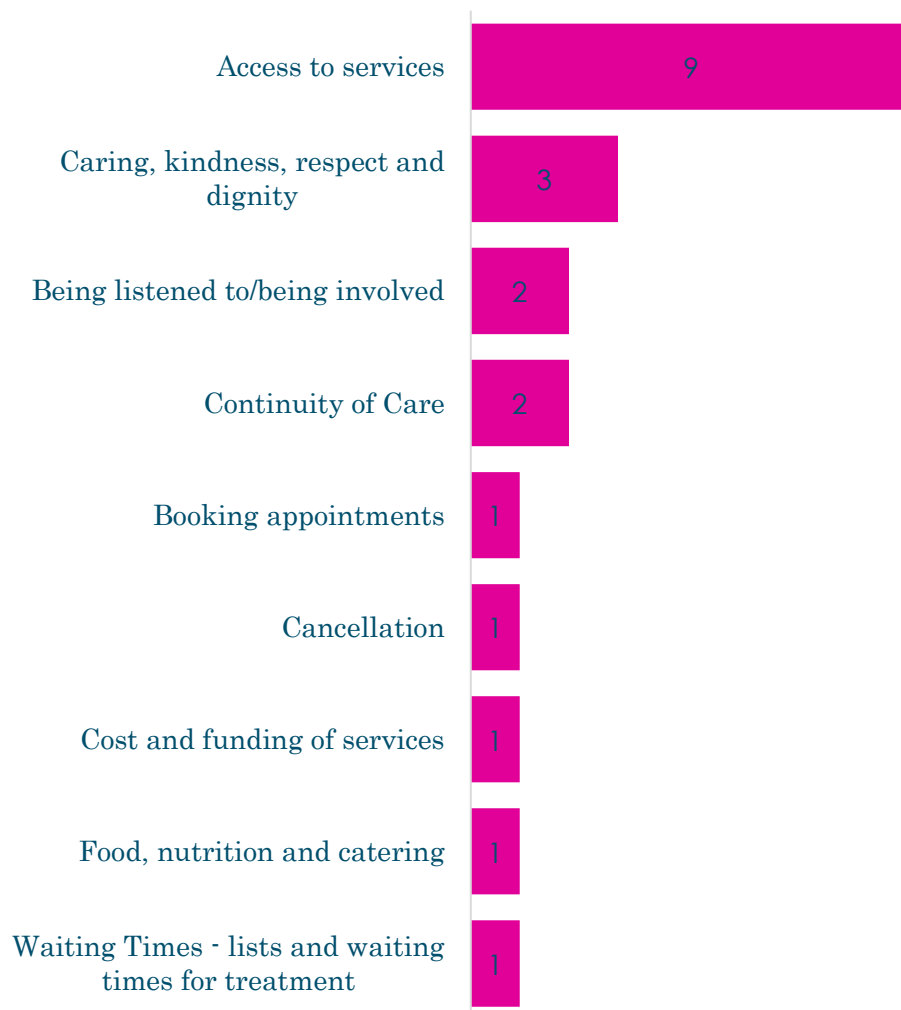 Access to services
9
Caring, kindness, respect and
dignity
3
Being listened to/being involved
2
Continuity of Care
2
Booking appointments
1
Cancellation
1
Cost and funding of services
1
Food, nutrition and catering
1
Waiting Times - lists and waiting
times for treatment
1